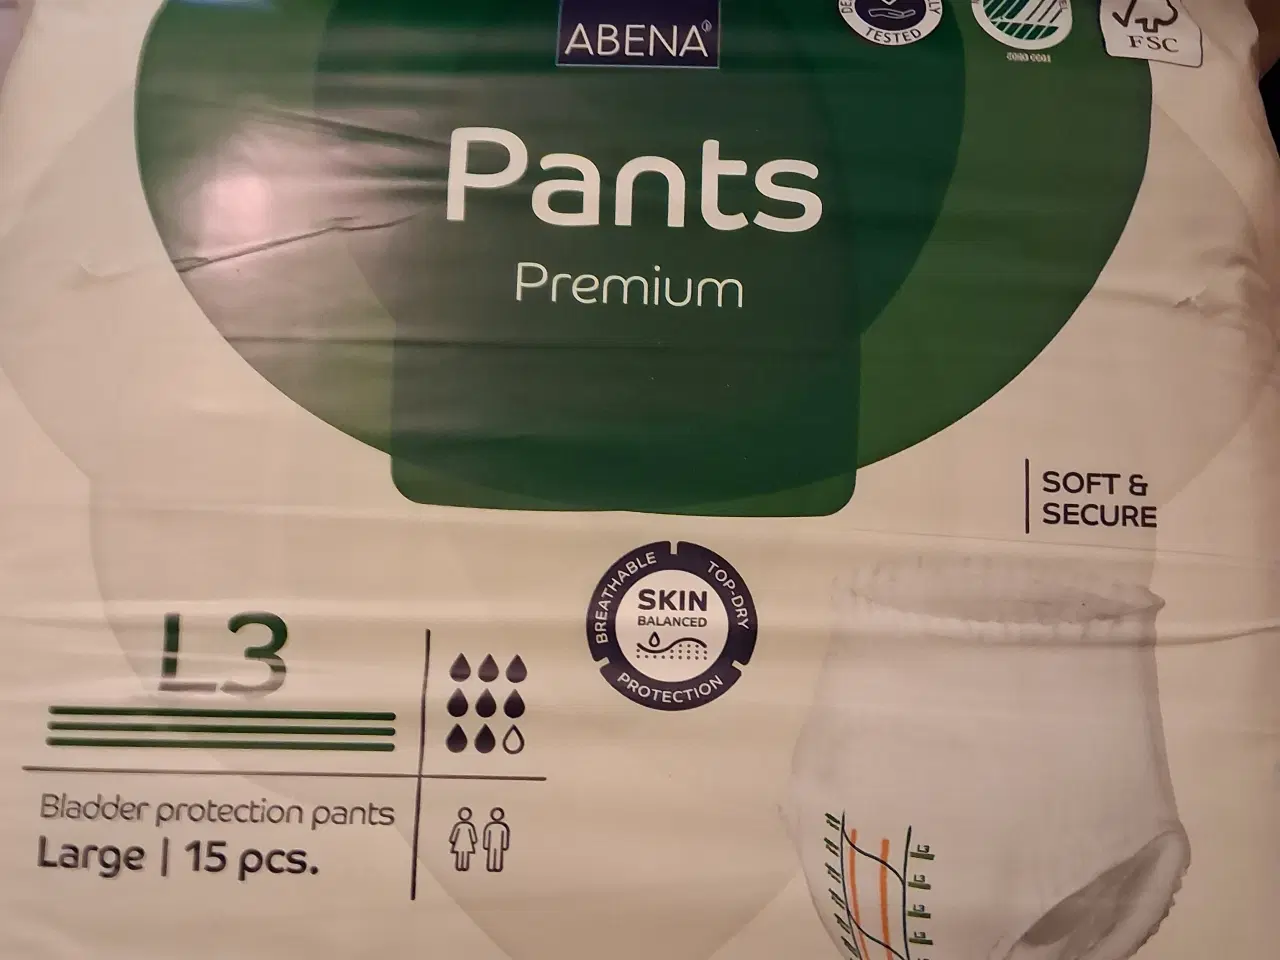 ABENA
TESTED
FSC
Pants
Premium
SOFT &
SECURE
BREATHABLE
TOP-DRY
SKIN
BALANCED
PROTECTION
L3
Bladder protection pants
Large | 15 pcs.